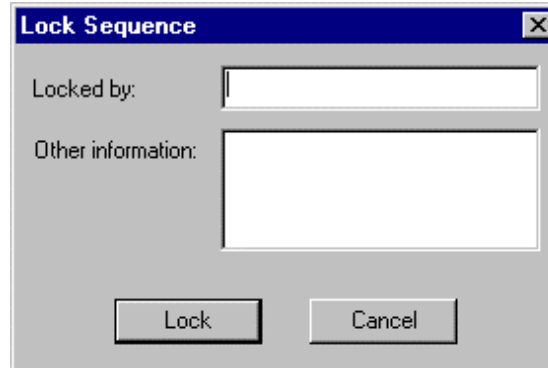 Lock Sequence
Locked by:
Other information:
Lock Cancel